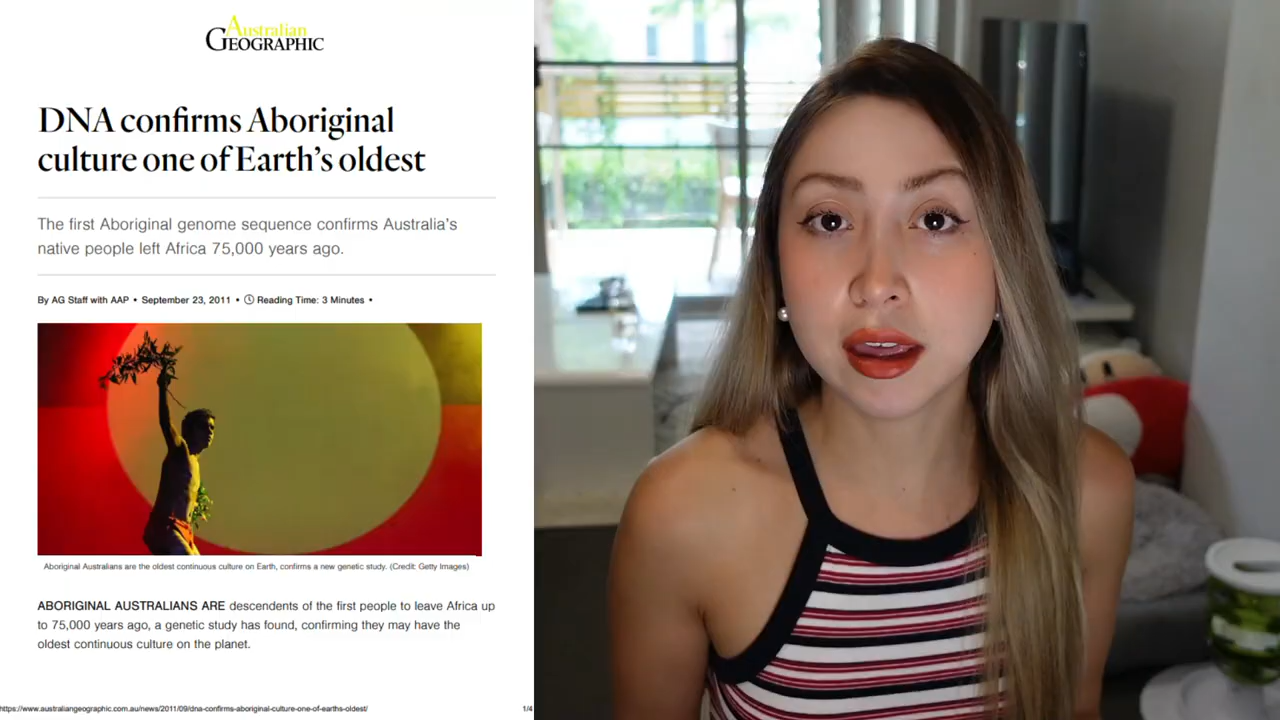 Australian
GEOGRAPHIC
DNA confirms Aboriginal
culture one of Earth's oldest
The first Aboriginal genome sequence confirms Australia's
native people left Africa 75,000 years ago.
By AG Staff with AAP • September 23, 2011 • Reading Time: 3 Minutes •
Aboriginal Australians are the oldest continuous culture on Earth, confirms a new genetic study. (Credit: Getty Images)
ABORIGINAL AUSTRALIANS ARE descendents of the first people to leave Africa up
to 75,000 years ago, a genetic study has found, confirming they may have the
oldest continuous culture on the planet.
https://www.australiangeographic.com.au/news/2011/09/dna-confirms-aboriginal-culture-one-of-earths-oldest/ 1/4